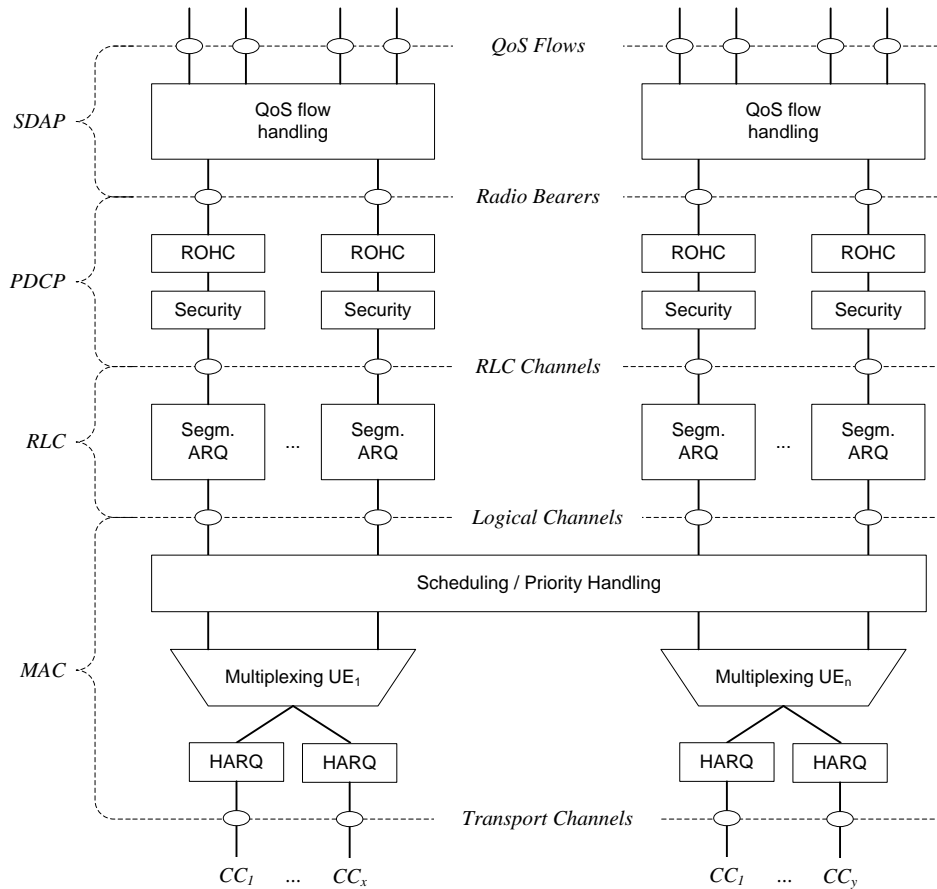 QoS Flows
QoS flow
handling
QoS flow
handling
SDAP
Radio Bearers
ROHC
ROHC
ROHC
ROHC
PDCP
Security
Security
Security
Security
RLC Channels
RLC
Segm.
ARQ
...
Segm.
ARQ
Segm.
ARQ
...
Segm.
ARQ
Logical Channels
Scheduling / Priority Handling
MAC
Multiplexing UE1
Multiplexing UEn
HARQ
HARQ
HARQ
HARQ
Transport Channels
CC1 ... CCx
CC1 ... CCy